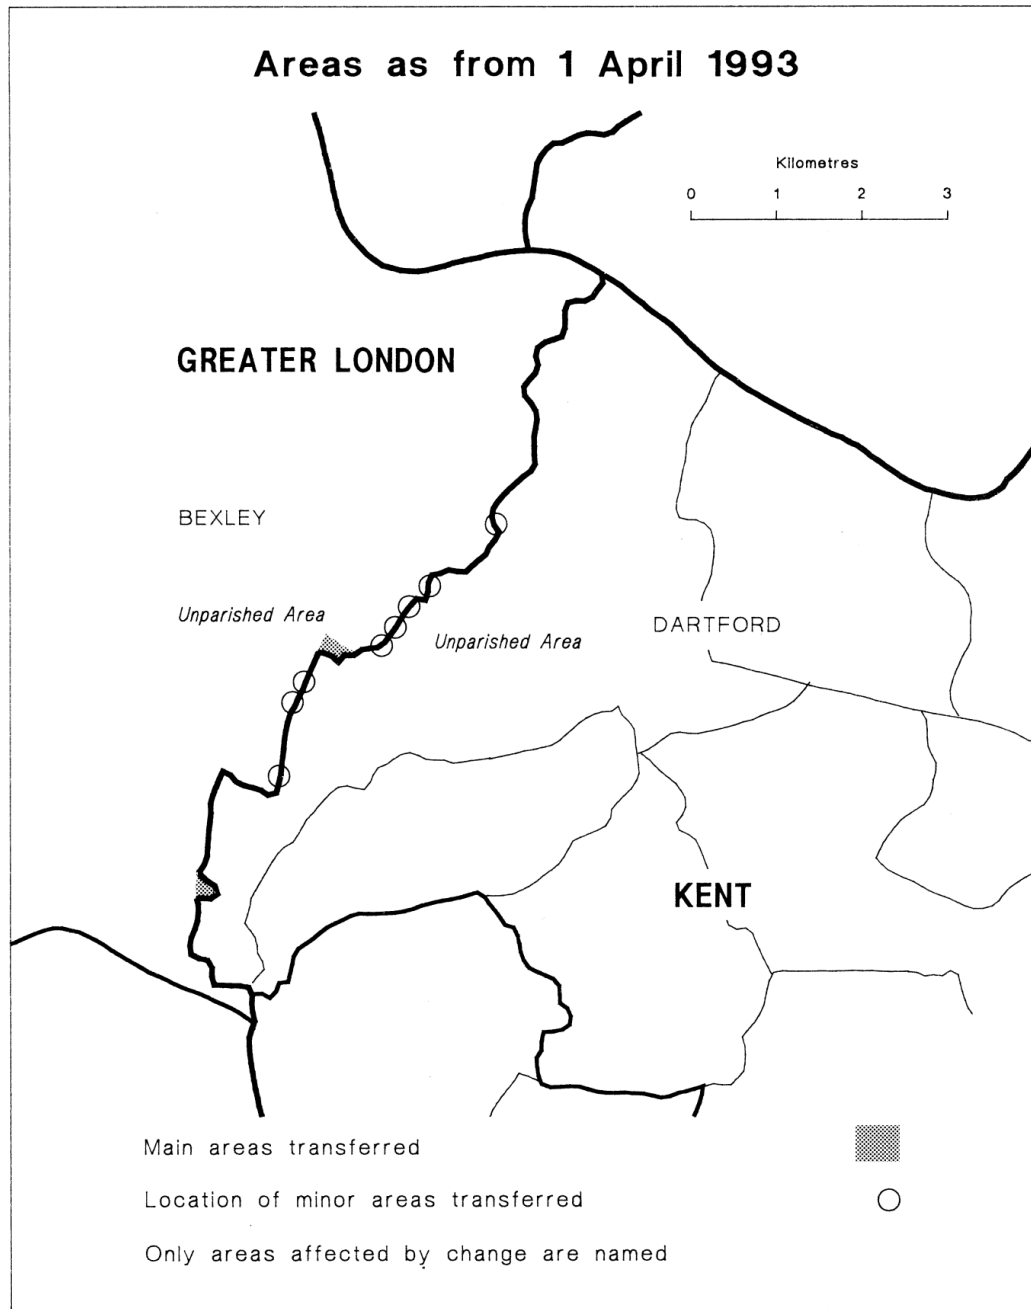 Areas as from 1 April 1993
Kilometres
0 1 2 3
GREATER LONDON
BEXLEY
Unparished Area
DARTFORD
Unparished Area
KENT
Main areas transferred
Location of minor areas transferred
Only areas affected by change are named